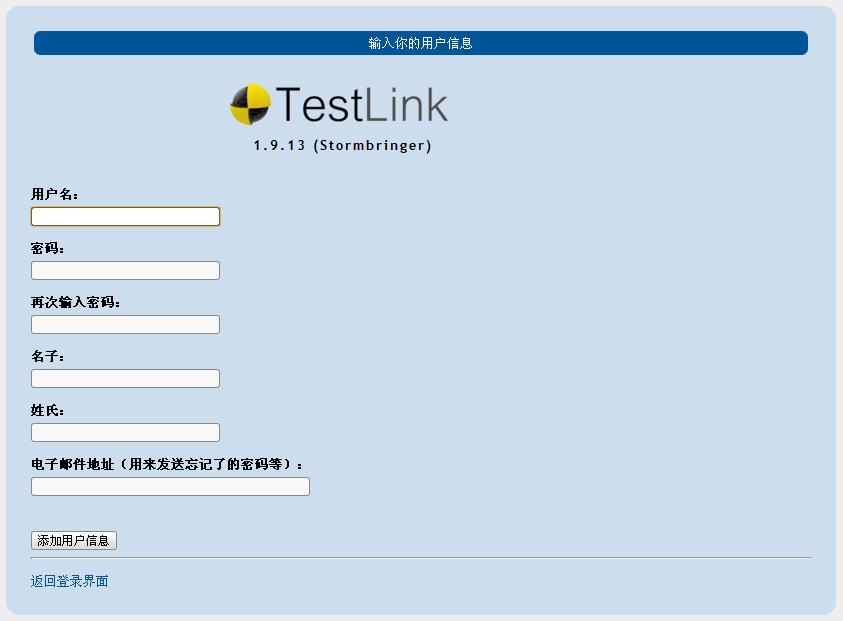 输入你的用户信息
TestLink
1.9.13 (Stormbringer)
用户名：
密码：
再次输入密码：
名子：
姓氏：
电子邮件地址（用来发送忘记了的密码等）：
添加用户信息
返回登录界面